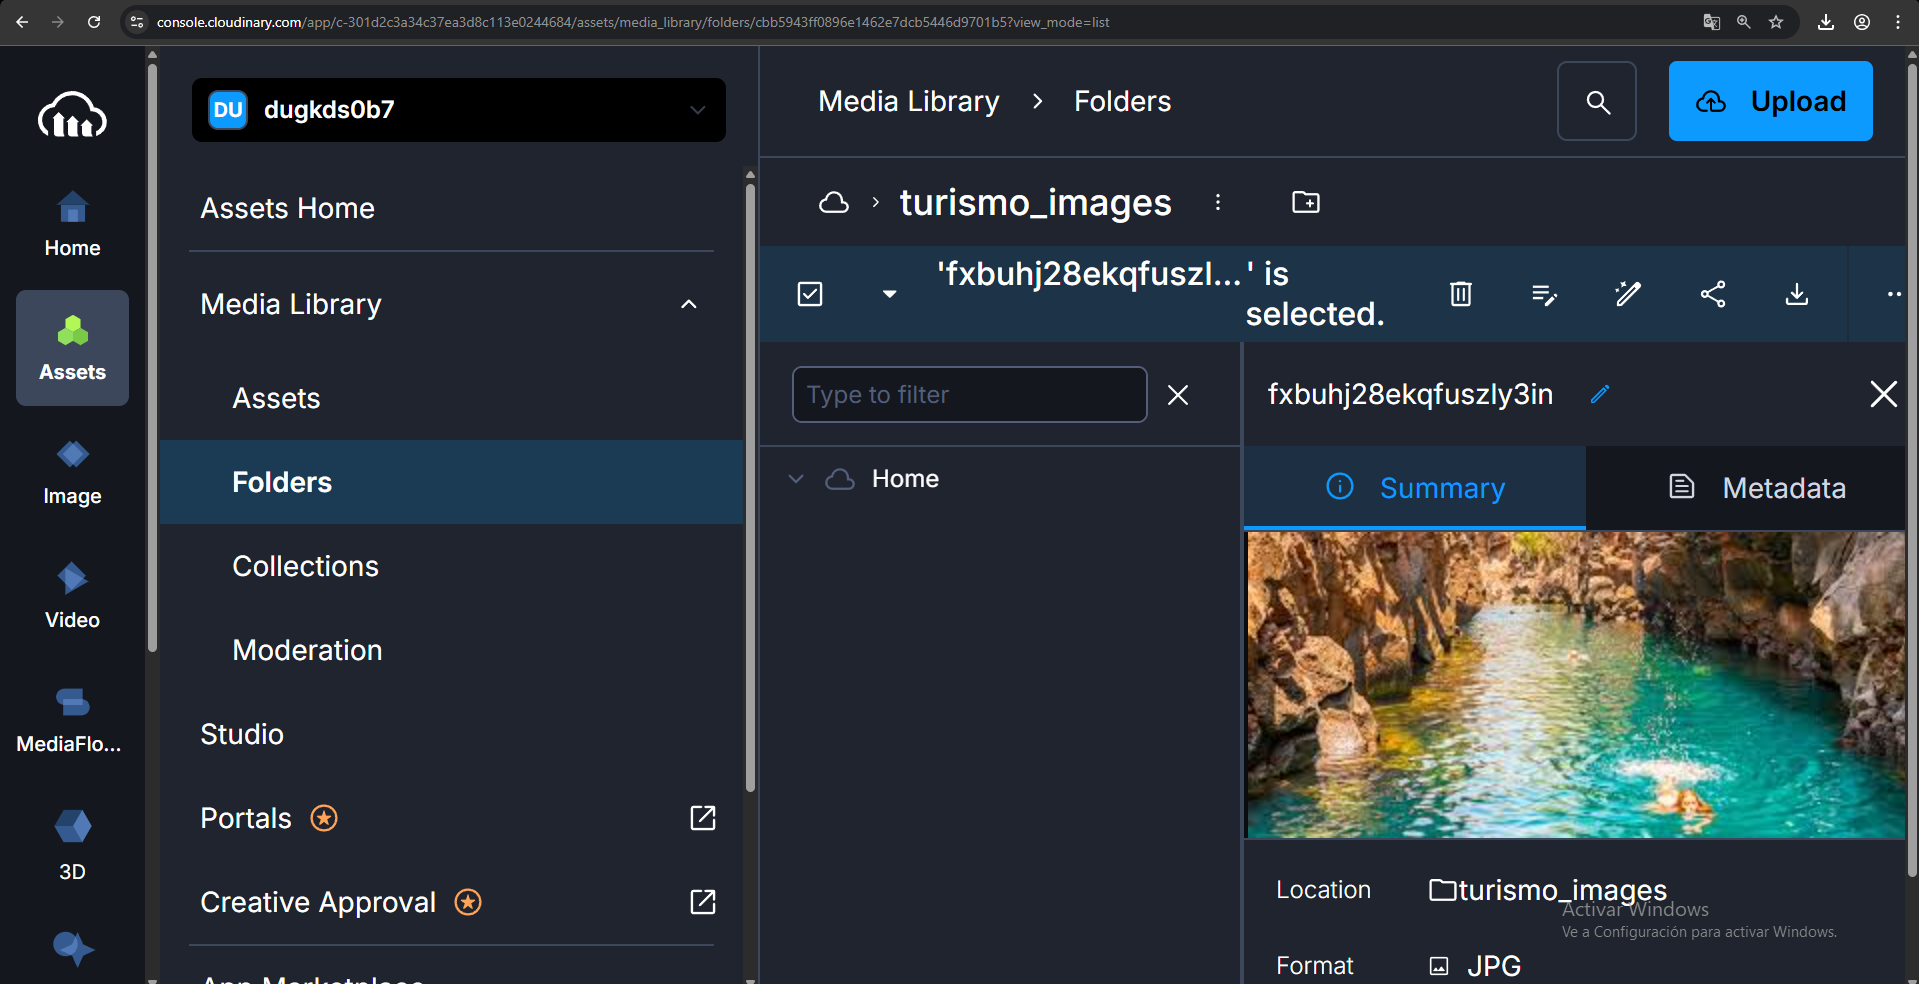 console.cloudinary.com/app/c-301d2c3a34c37ea3d8c113e0244684/assets/media_library/folders/cbb5943ff0896e1462e7dcb5446d9701b5?view_mode=list
Home
Assets
Image
Video
MediaFlo...
3D
DU dugkds0b7
Assets Home
Media Library
Assets
Folders
Collections
Moderation
Studio
Portals
Creative Approval
App Marketplace
Media Library > Folders
Upload
turismo_images
'fxbuhj28ekqfuszl...' is
selected.
Type to filter
Home
fxbuhj28ekqfuszly3in
Summary
Metadata
Location turismo_images
Activar Windows
Ve a Configuración para activar Windows.
Format JPG